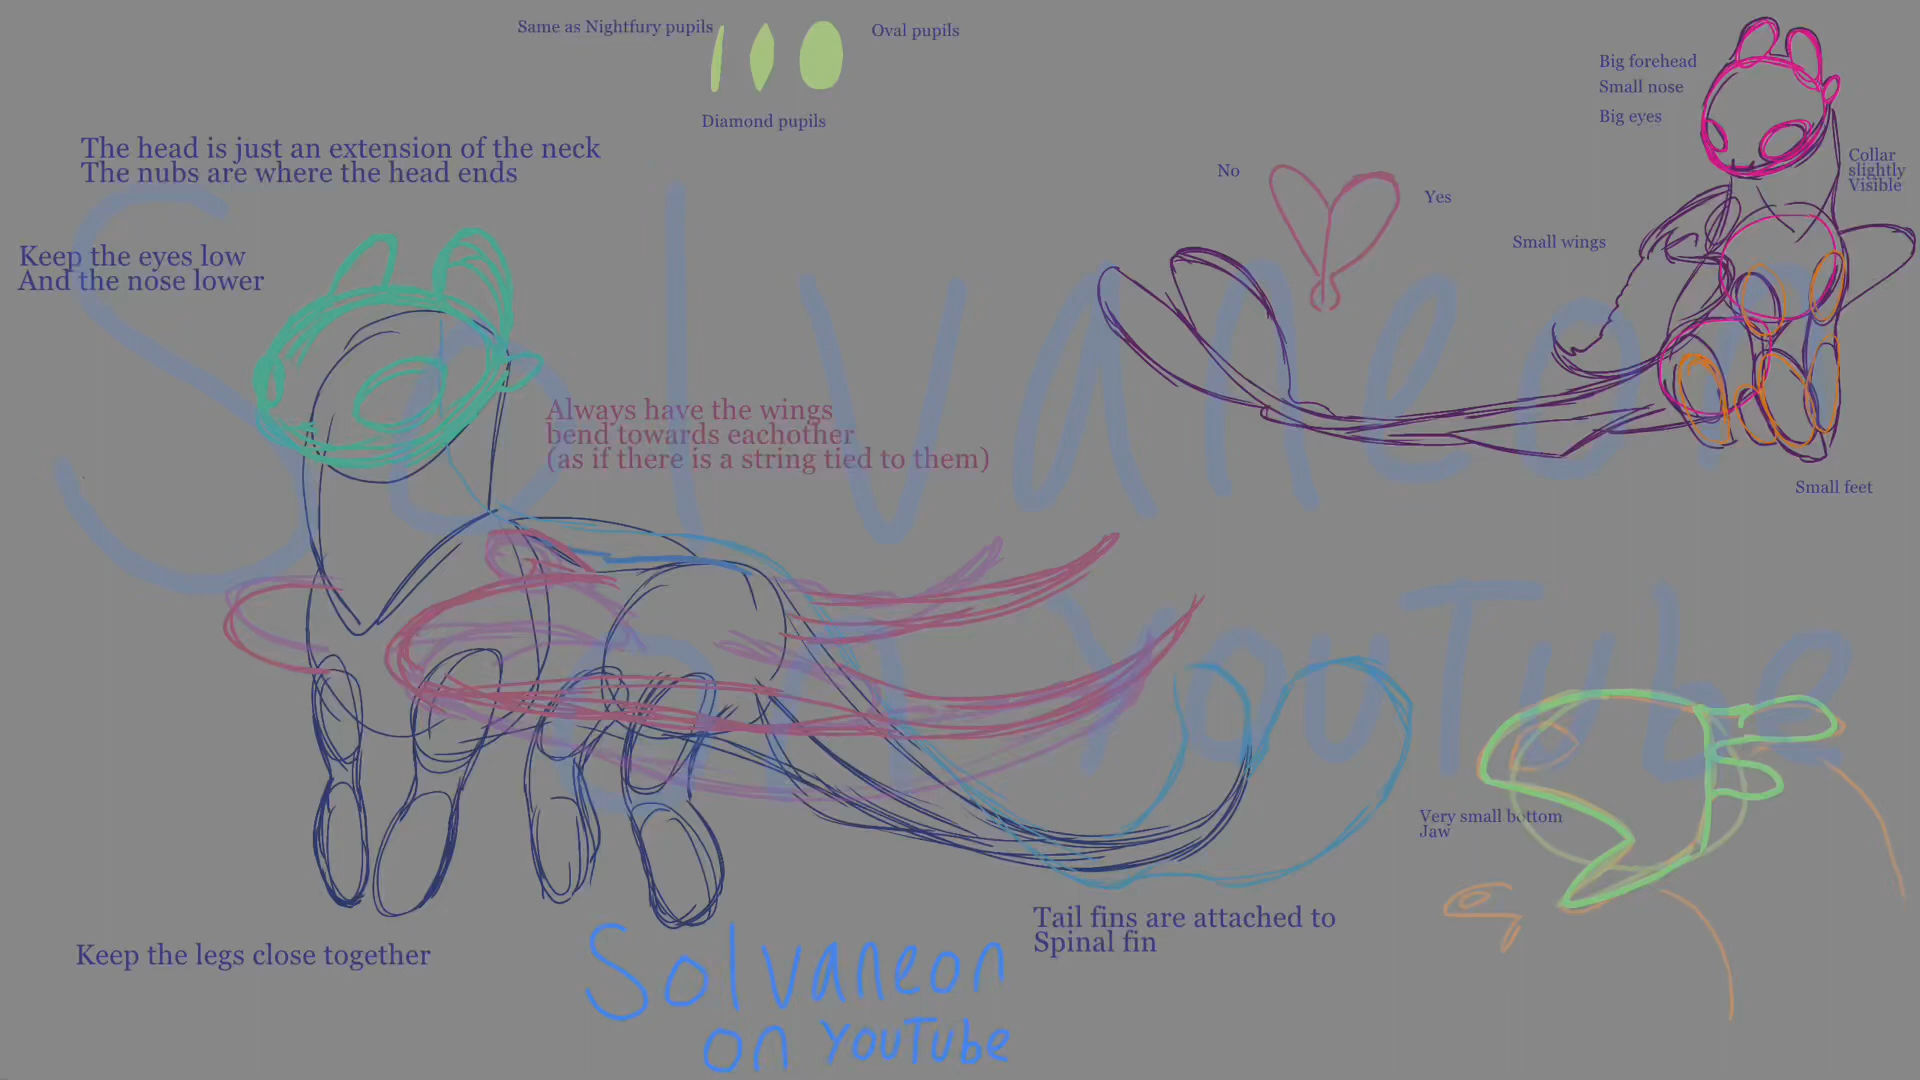 Same as Nightfury pupils
Oval pupils
Diamond pupils
Big forehead
Small nose
Big eyes
The head is just an extension of the neck
The nubs are where the head ends
Collar
slightly
Visible
No
Yes
Small wings
Keep the eyes low
And the nose lower
Solvaneon
on YouTube
Always have the wings
bend towards eachother
(as if there is a string tied to them)
Small feet
Very small bottom
Jaw
Tail fins are attached to
Spinal fin
Keep the legs close together
Solvaneon
on YouTube